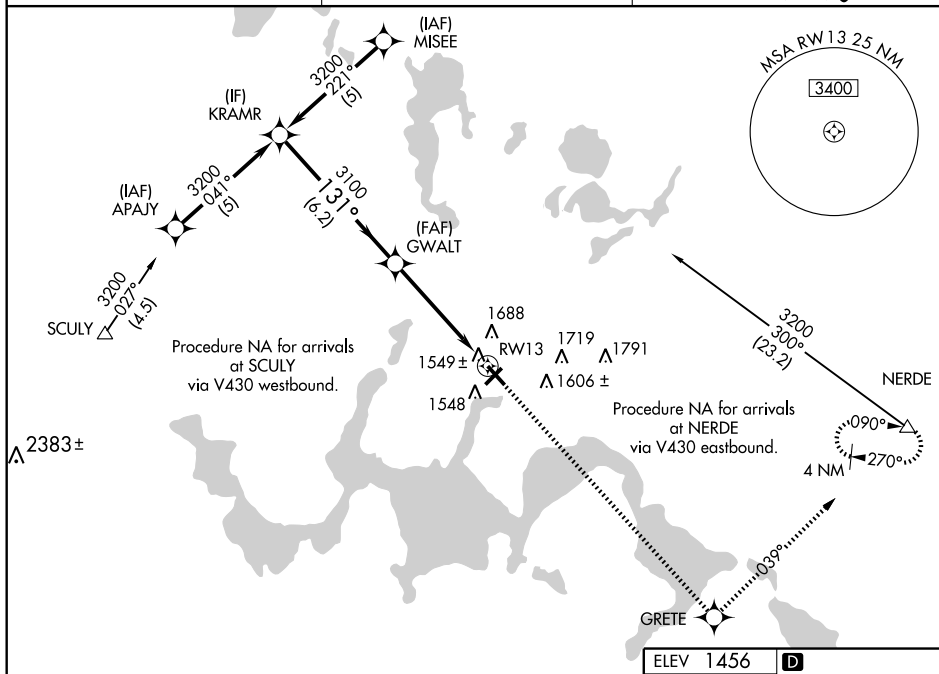 (IAF)
MISEE
MSA RW13 25 NM
3400
3200
221°
(5)
(IF)
KRAMR
3200
041°
(5)
(IAF)
APAJY
3100
131°
(6.2)
(FAF)
GWALT
3200
027°
(4.5)
SCULY
Procedure NA for arrivals
at SCULY
via V430 westbound.
1688
RW13
1549±
1719
1791
1606 ±
1548
3200
300°
(23.2)
NERDE
090°
270°
4 NM
Procedure NA for arrivals
at NERDE
via V430 eastbound.
2383±
039°
GRETE
ELEV 1456 D